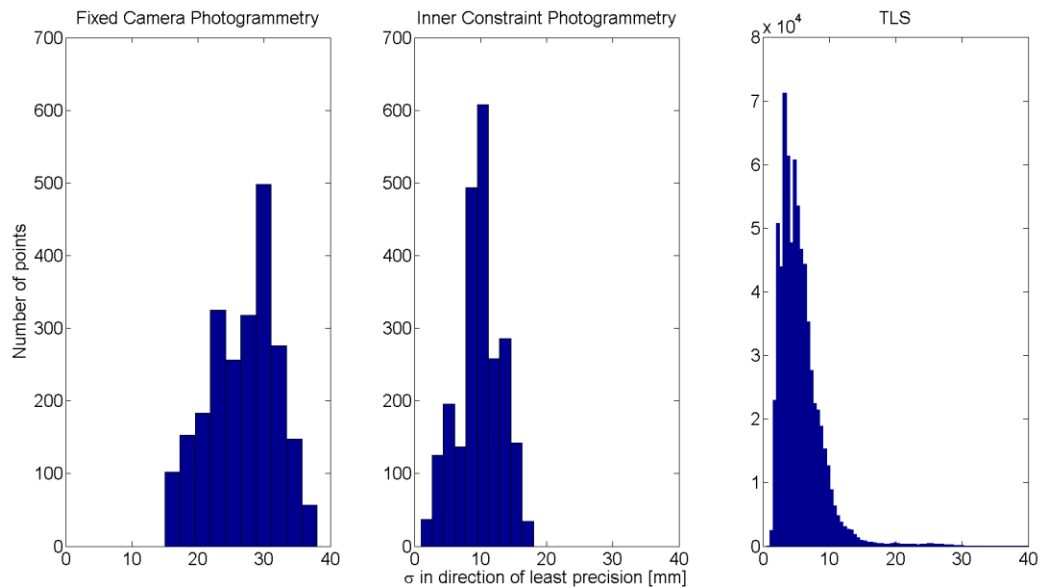 Fixed Camera Photogrammetry
Inner Constraint Photogrammetry
TLS
Number of points
700
600
500
400
300
200
100
0
0 10 20 30 40
700
600
500
400
300
200
100
0
0 10 20 30 40
σ in direction of least precision [mm]
8 x 10^4
7
6
5
4
3
2
1
0
0 10 20 30 40